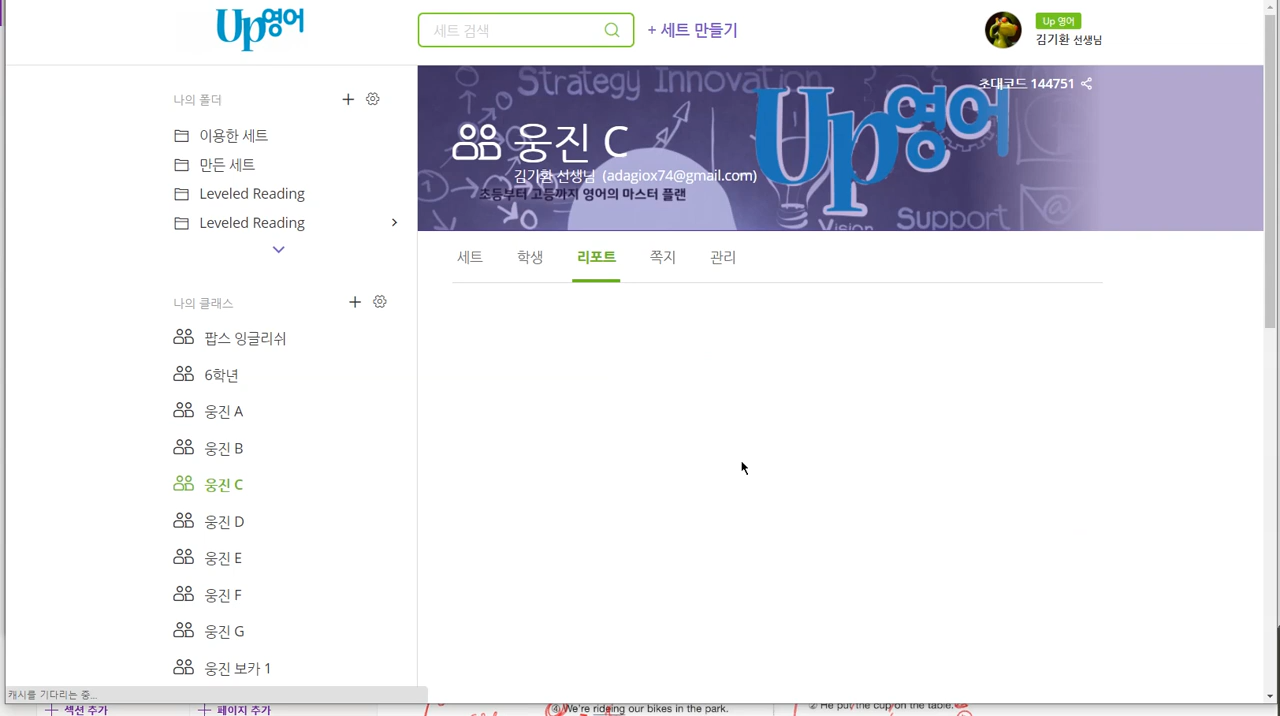 Up영어
세트 검색
+ 세트 만들기
Up 영어
김기환 선생님
나의 폴더
이용한 세트
만든 세트
Leveled Reading
Leveled Reading
나의 클래스
팝스 잉글리쉬
6학년
웅진 A
웅진 B
웅진 C
웅진 D
웅진 E
웅진 F
웅진 G
웅진 보카 1
Strategy Innovation
초대코드 144751
Up영어
웅진 C
김기환 선생님 (adagiox74@gmail.com)
초등부터 고등까지 영어의 마스터 플랜
Support
Vision
세트 학생 리포트 쪽지 관리
캐시를 기다리는 중...
섹션 추가
페이지 추가
④ We're rideing our bikes in the park.
② He put the cup on the table.